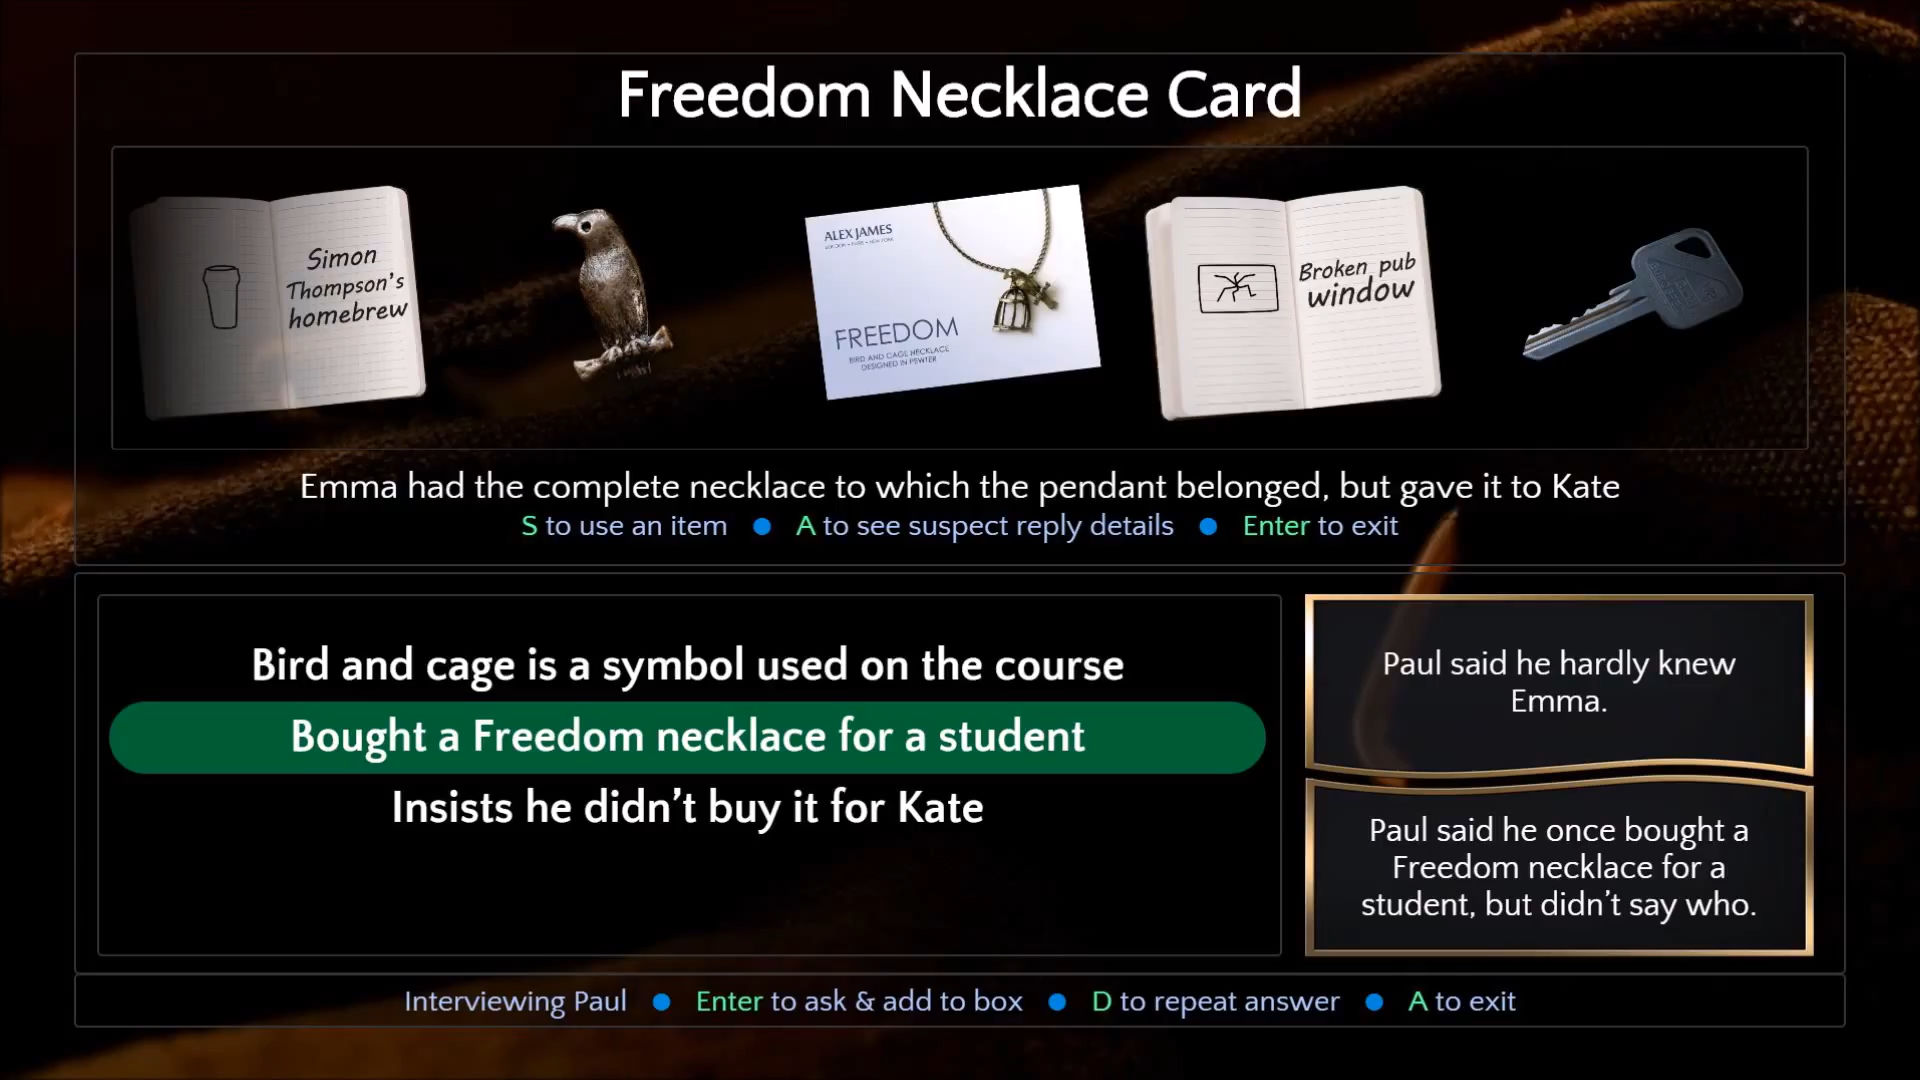 Freedom Necklace Card
Simon
Thompson's
homebrew
ALEX JAMES
LONDON • PARIS • NEW YORK
FREEDOM
BIRD AND CAGE NECKLACE
DESIGNED IN PEWTER
Broken pub
window
Emma had the complete necklace to which the pendant belonged, but gave it to Kate
S to use an item ● A to see suspect reply details ● Enter to exit
Bird and cage is a symbol used on the course
Bought a Freedom necklace for a student
Insists he didn't buy it for Kate
Paul said he hardly knew
Emma.
Paul said he once bought a
Freedom necklace for a
student, but didn't say who.
Interviewing Paul ● Enter to ask & add to box ● D to repeat answer ● A to exit